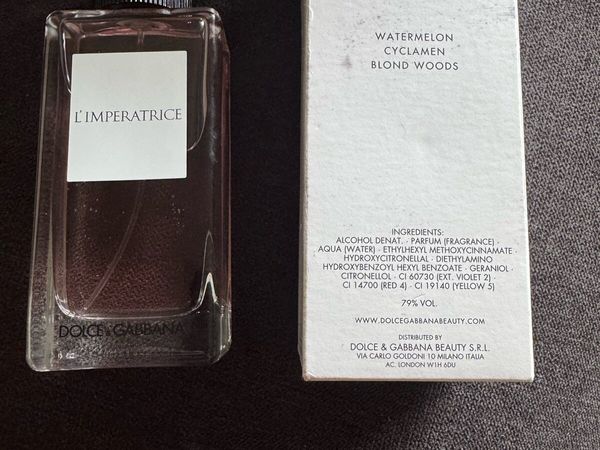 L'IMPERATRICE
DOLCE & GABBANA
WATERMELON
CYCLAMEN
BLOND WOODS
INGREDIENTS:
ALCOHOL DENAT. · PARFUM (FRAGRANCE) ·
AQUA (WATER) · ETHYLHEXYL METHOXYCINNAMATE ·
HYDROXYCITRONELLAL · DIETHYLAMINO
HYDROXYBENZOYL HEXYL BENZOATE · GERANIOL ·
CITRONELLOL · CI 60730 (EXT. VIOLET 2)
CI 14700 (RED 4) · CI 19140 (YELLOW 5)
79% VOL.
WWW.DOLCEGABBANABEAUTY.COM
DISTRIBUTED BY
DOLCE & GABBANA BEAUTY S.R.L.
VIA CARLO GOLDONI 10 MILANO ITALIA
AC. LONDON W1H 6DU